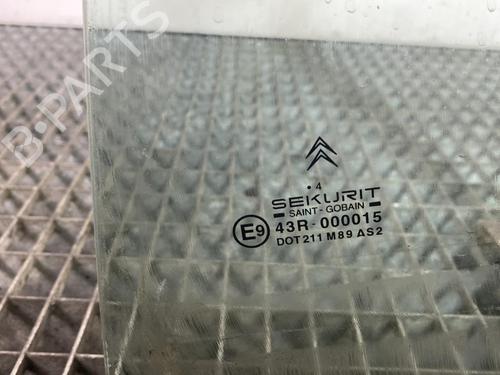 B-PARTS
. 4
SEKURIT
SAINT - GOBAIN
E9 43R-000015
DOT 211 M89 AS2